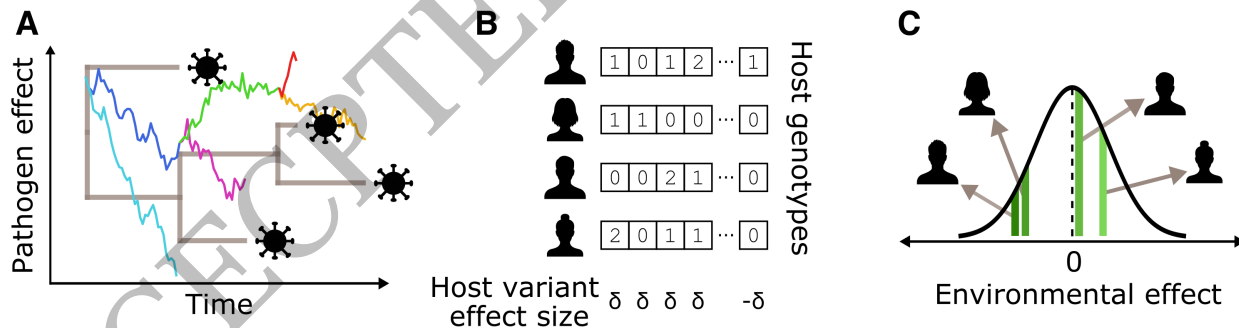 A
Pathogen effect
Time
B
1 0 1 2 ... 1
1 1 0 0 ... 0
0 0 2 1 ... 0
2 0 1 1 ... 0
Host genotypes
Host variant
effect size
δ δ δ δ -δ
C
0
Environmental effect
CEPTE